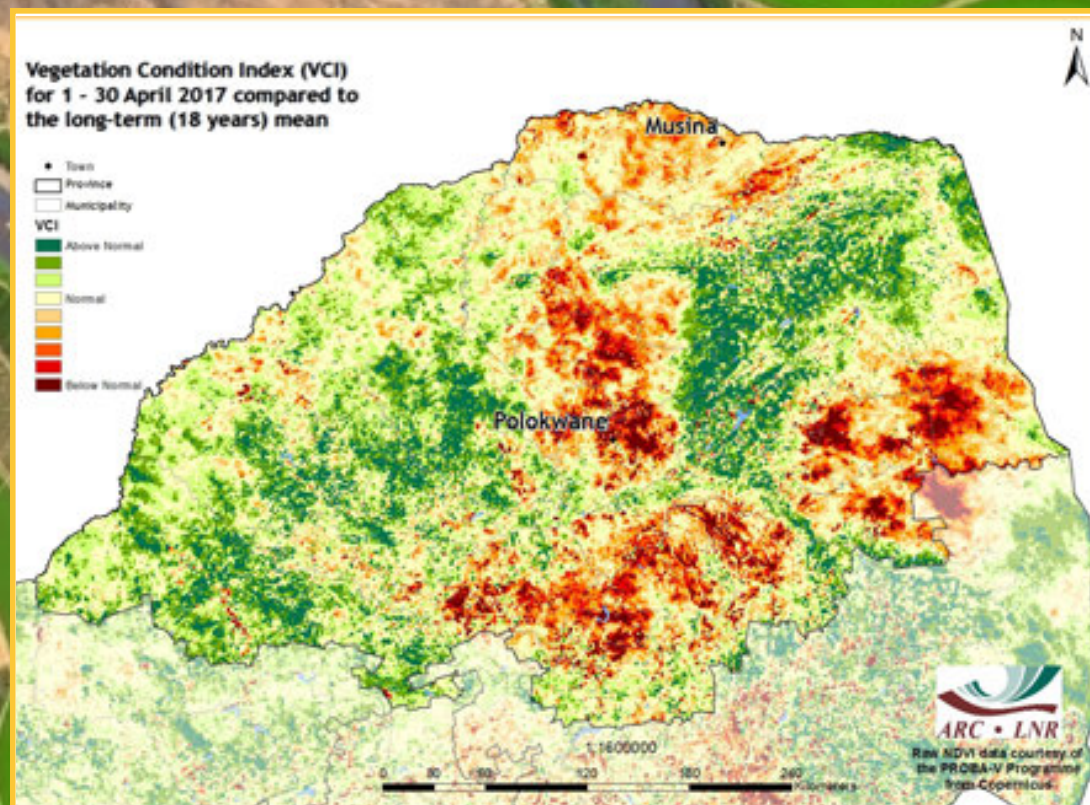 Vegetation Condition Index (VCI)
for 1 - 30 April 2017 compared to
the long-term (18 years) mean
N
Town
Province
Municipality
VCI
Above Normal
Normal
Below Normal
Musina
Polokwane
ARC • LNR
Raw NDVI data courtesy of
the PROBA-V Programme
from Copernicus
1:1600000
0 30 60 120 180 240
Kilometers